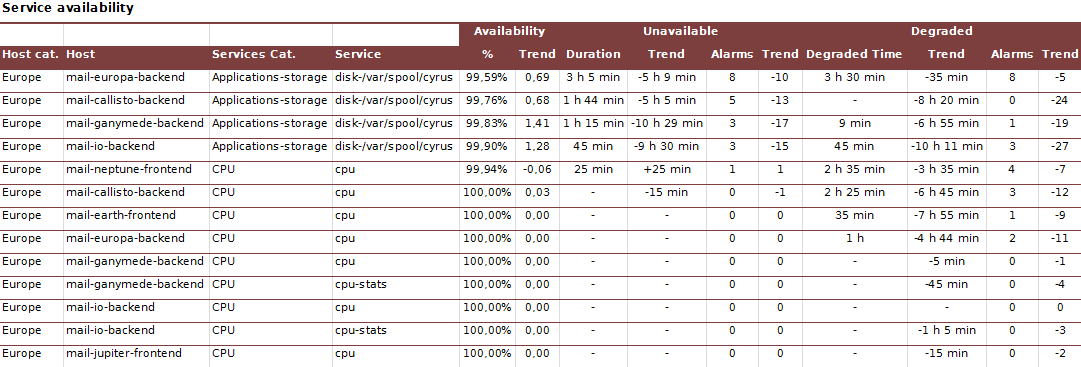 Service availability
Availability Unavailable Degraded
Host cat. Host Services Cat. Service % Trend Duration Trend Alarms Trend Degraded Time Trend Alarms Trend
Europe mail-europa-backend Applications-storage disk-/var/spool/cyrus 99,59% 0,69 3 h 5 min -5 h 9 min 8 -10 3 h 30 min -35 min 8 -5
Europe mail-callisto-backend Applications-storage disk-/var/spool/cyrus 99,76% 0,68 1 h 44 min -5 h 5 min 5 -13 - -8 h 20 min 0 -24
Europe mail-ganymede-backend Applications-storage disk-/var/spool/cyrus 99,83% 1,41 1 h 15 min -10 h 29 min 3 -17 9 min -6 h 55 min 1 -19
Europe mail-io-backend Applications-storage disk-/var/spool/cyrus 99,90% 1,28 45 min -9 h 30 min 3 -15 45 min -10 h 11 min 3 -27
Europe mail-neptune-frontend CPU cpu 99,94% -0,06 25 min +25 min 1 1 2 h 35 min -3 h 35 min 4 -7
Europe mail-callisto-backend CPU cpu 100,00% 0,03 - -15 min 0 -1 2 h 25 min -6 h 45 min 3 -12
Europe mail-earth-frontend CPU cpu 100,00% 0,00 - - 0 0 35 min -7 h 55 min 1 -9
Europe mail-europa-backend CPU cpu 100,00% 0,00 - - 0 0 1 h -4 h 44 min 2 -11
Europe mail-ganymede-backend CPU cpu 100,00% 0,00 - - 0 0 - -5 min 0 -1
Europe mail-ganymede-backend CPU cpu-stats 100,00% 0,00 - - 0 0 - -45 min 0 -4
Europe mail-io-backend CPU cpu 100,00% 0,00 - - 0 0 - - 0 0
Europe mail-io-backend CPU cpu-stats 100,00% 0,00 - - 0 0 - -1 h 5 min 0 -3
Europe mail-jupiter-frontend CPU cpu 100,00% 0,00 - - 0 0 - -15 min 0 -2